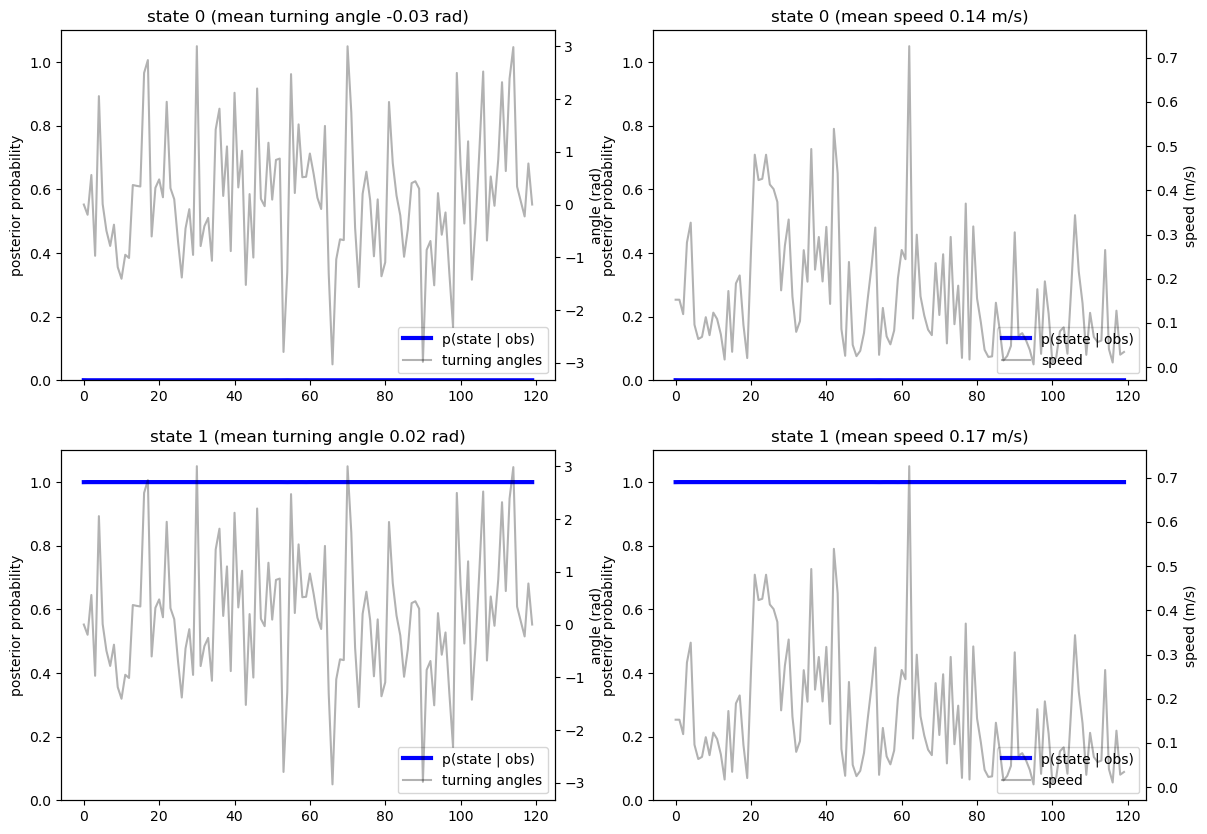 state 0 (mean turning angle -0.03 rad)
posterior probability
1.0
0.8
0.6
0.4
0.2
0.0
3
2
1
0
−1
−2
−3
angle (rad)
p(state | obs)
turning angles
0 20 40 60 80 100 120
state 0 (mean speed 0.14 m/s)
posterior probability
1.0
0.8
0.6
0.4
0.2
0.0
0.7
0.6
0.5
0.4
0.3
0.2
0.1
0.0
speed (m/s)
p(state | obs)
speed
0 20 40 60 80 100 120
state 1 (mean turning angle 0.02 rad)
posterior probability
1.0
0.8
0.6
0.4
0.2
0.0
3
2
1
0
−1
−2
−3
angle (rad)
p(state | obs)
turning angles
0 20 40 60 80 100 120
state 1 (mean speed 0.17 m/s)
posterior probability
1.0
0.8
0.6
0.4
0.2
0.0
0.7
0.6
0.5
0.4
0.3
0.2
0.1
0.0
speed (m/s)
p(state | obs)
speed
0 20 40 60 80 100 120